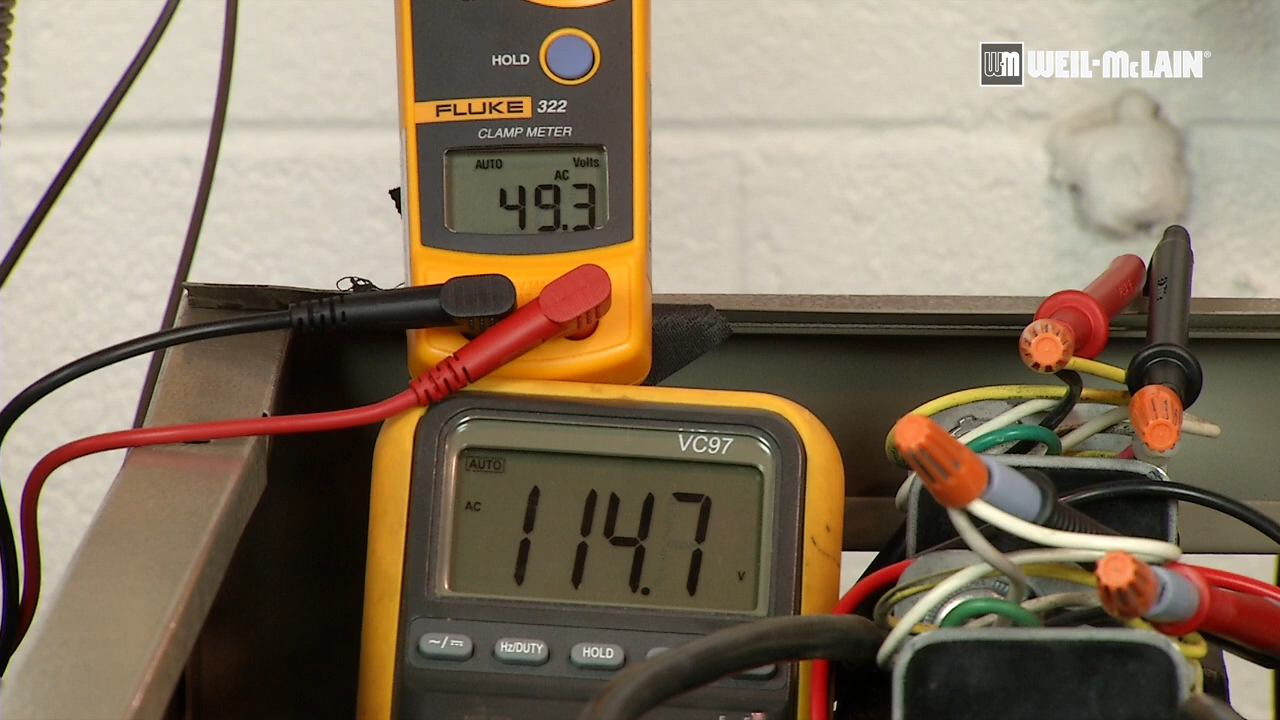 HOLD
W-M WEIL-McLAIN®
FLUKE 322
CLAMP METER
AUTO Volts
AC
49.3
VC97
AUTO
AC
114.7
V
Hz/DUTY
HOLD